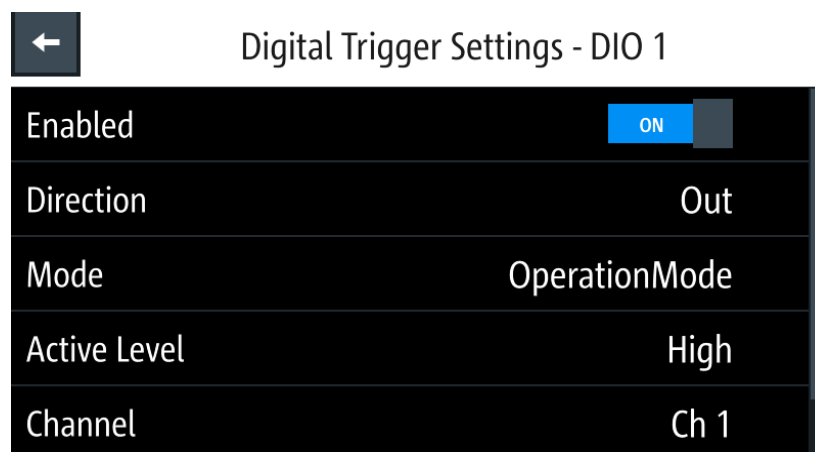 Digital Trigger Settings - DIO 1
Enabled ON
Direction Out
Mode OperationMode
Active Level High
Channel Ch 1